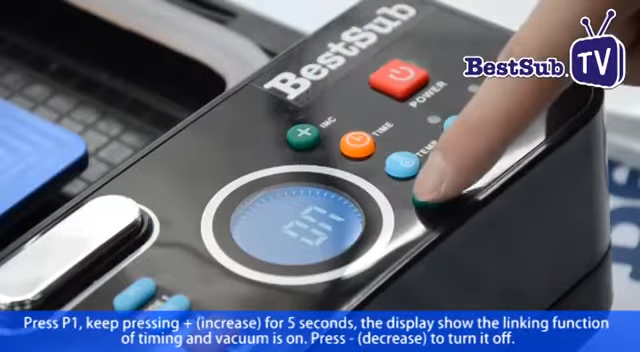 BestSub
BestSub.TV
POWER
INC
TIME
TEMP
ON
Press P1, keep pressing + (increase) for 5 seconds, the display show the linking function
of timing and vacuum is on. Press - (decrease) to turn it off.